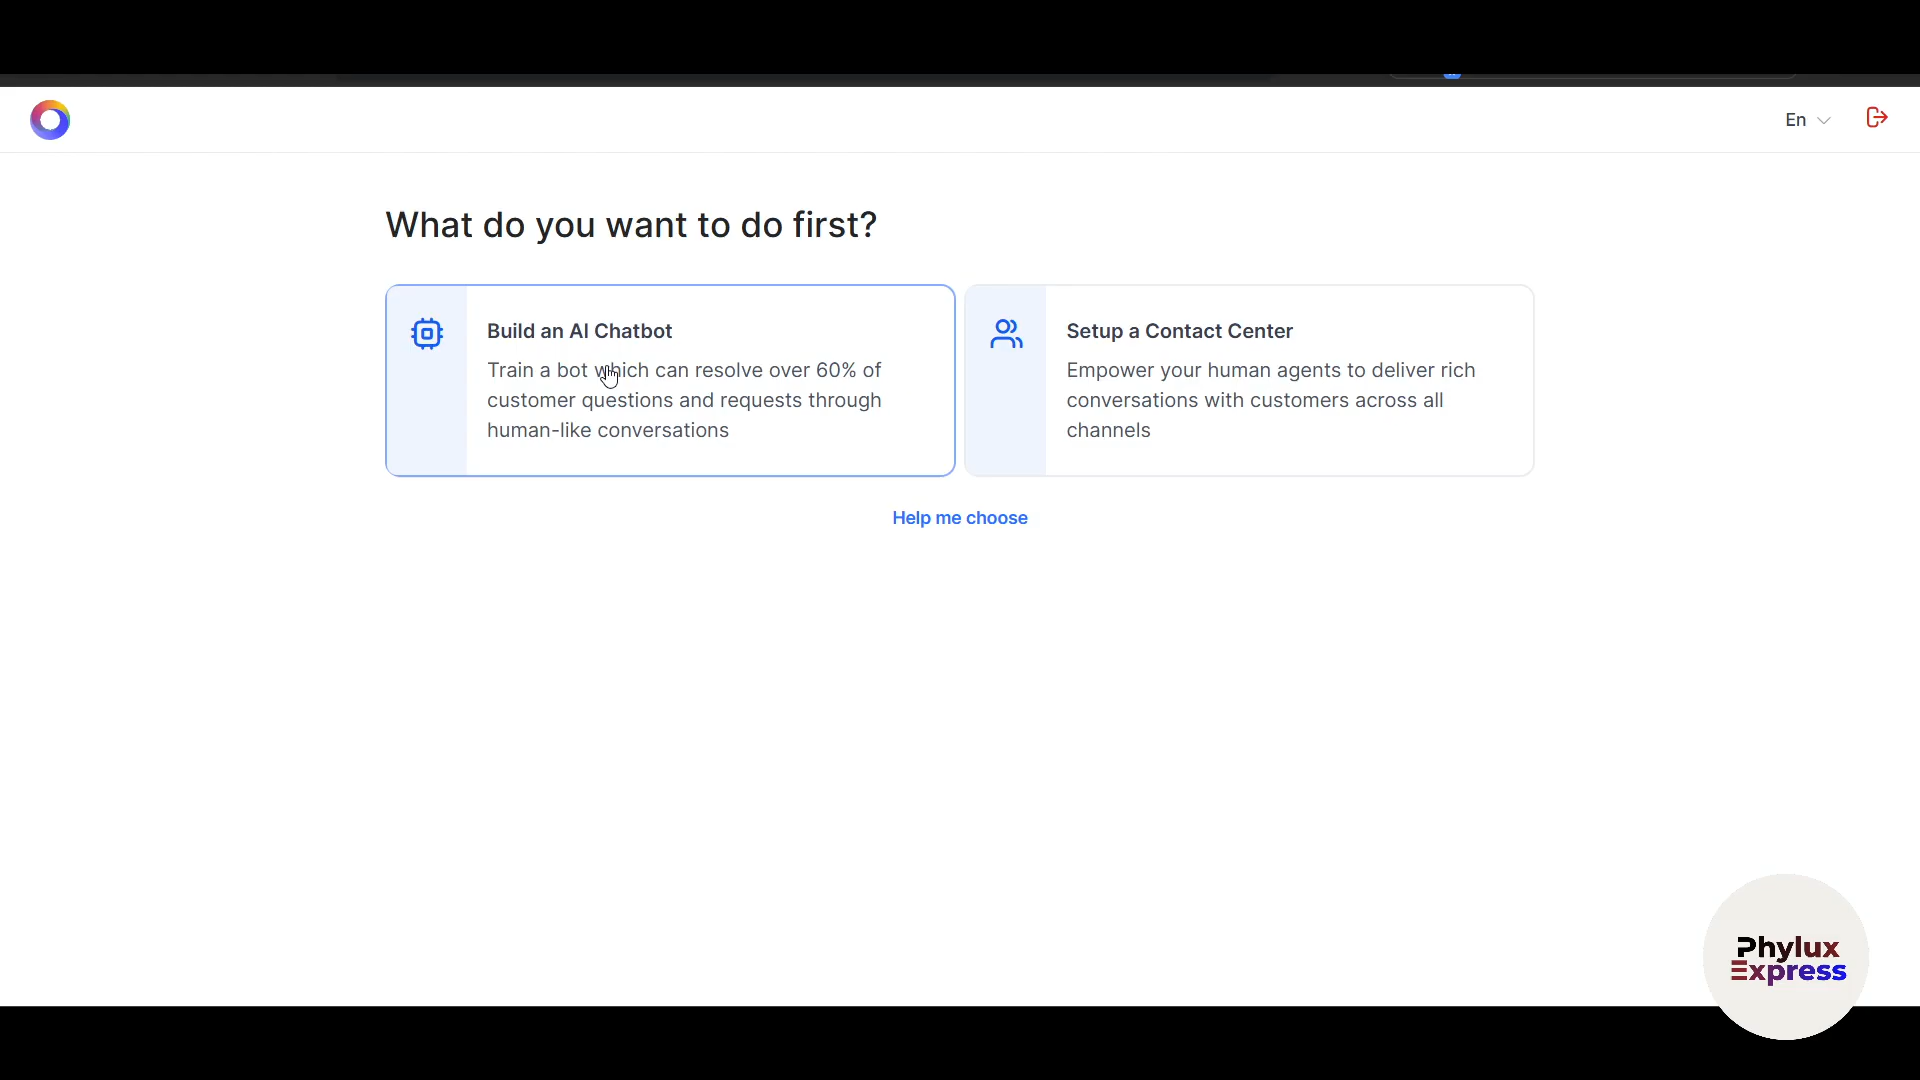 En
What do you want to do first?
Build an AI Chatbot
Train a bot which can resolve over 60% of
customer questions and requests through
human-like conversations
Setup a Contact Center
Empower your human agents to deliver rich
conversations with customers across all
channels
Help me choose
Phylux
Express